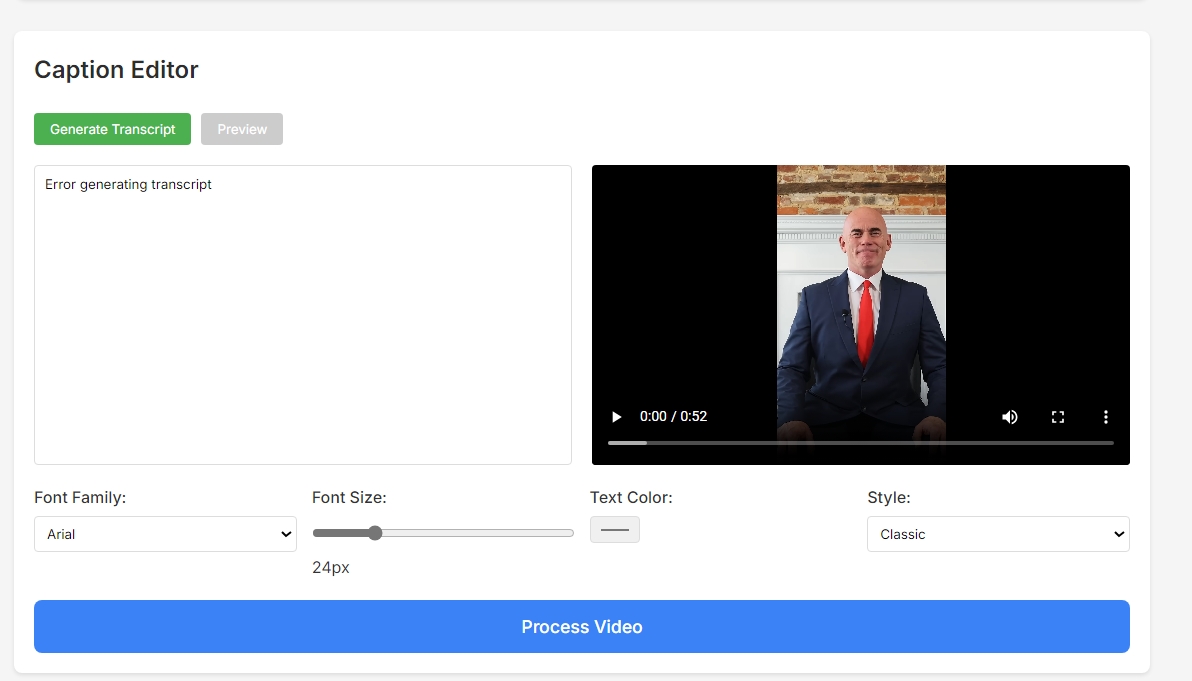 Caption Editor
Generate Transcript
Preview
Error generating transcript
0:00 / 0:52
Font Family:
Font Size:
Text Color:
Style:
Arial
Classic
24px
Process Video